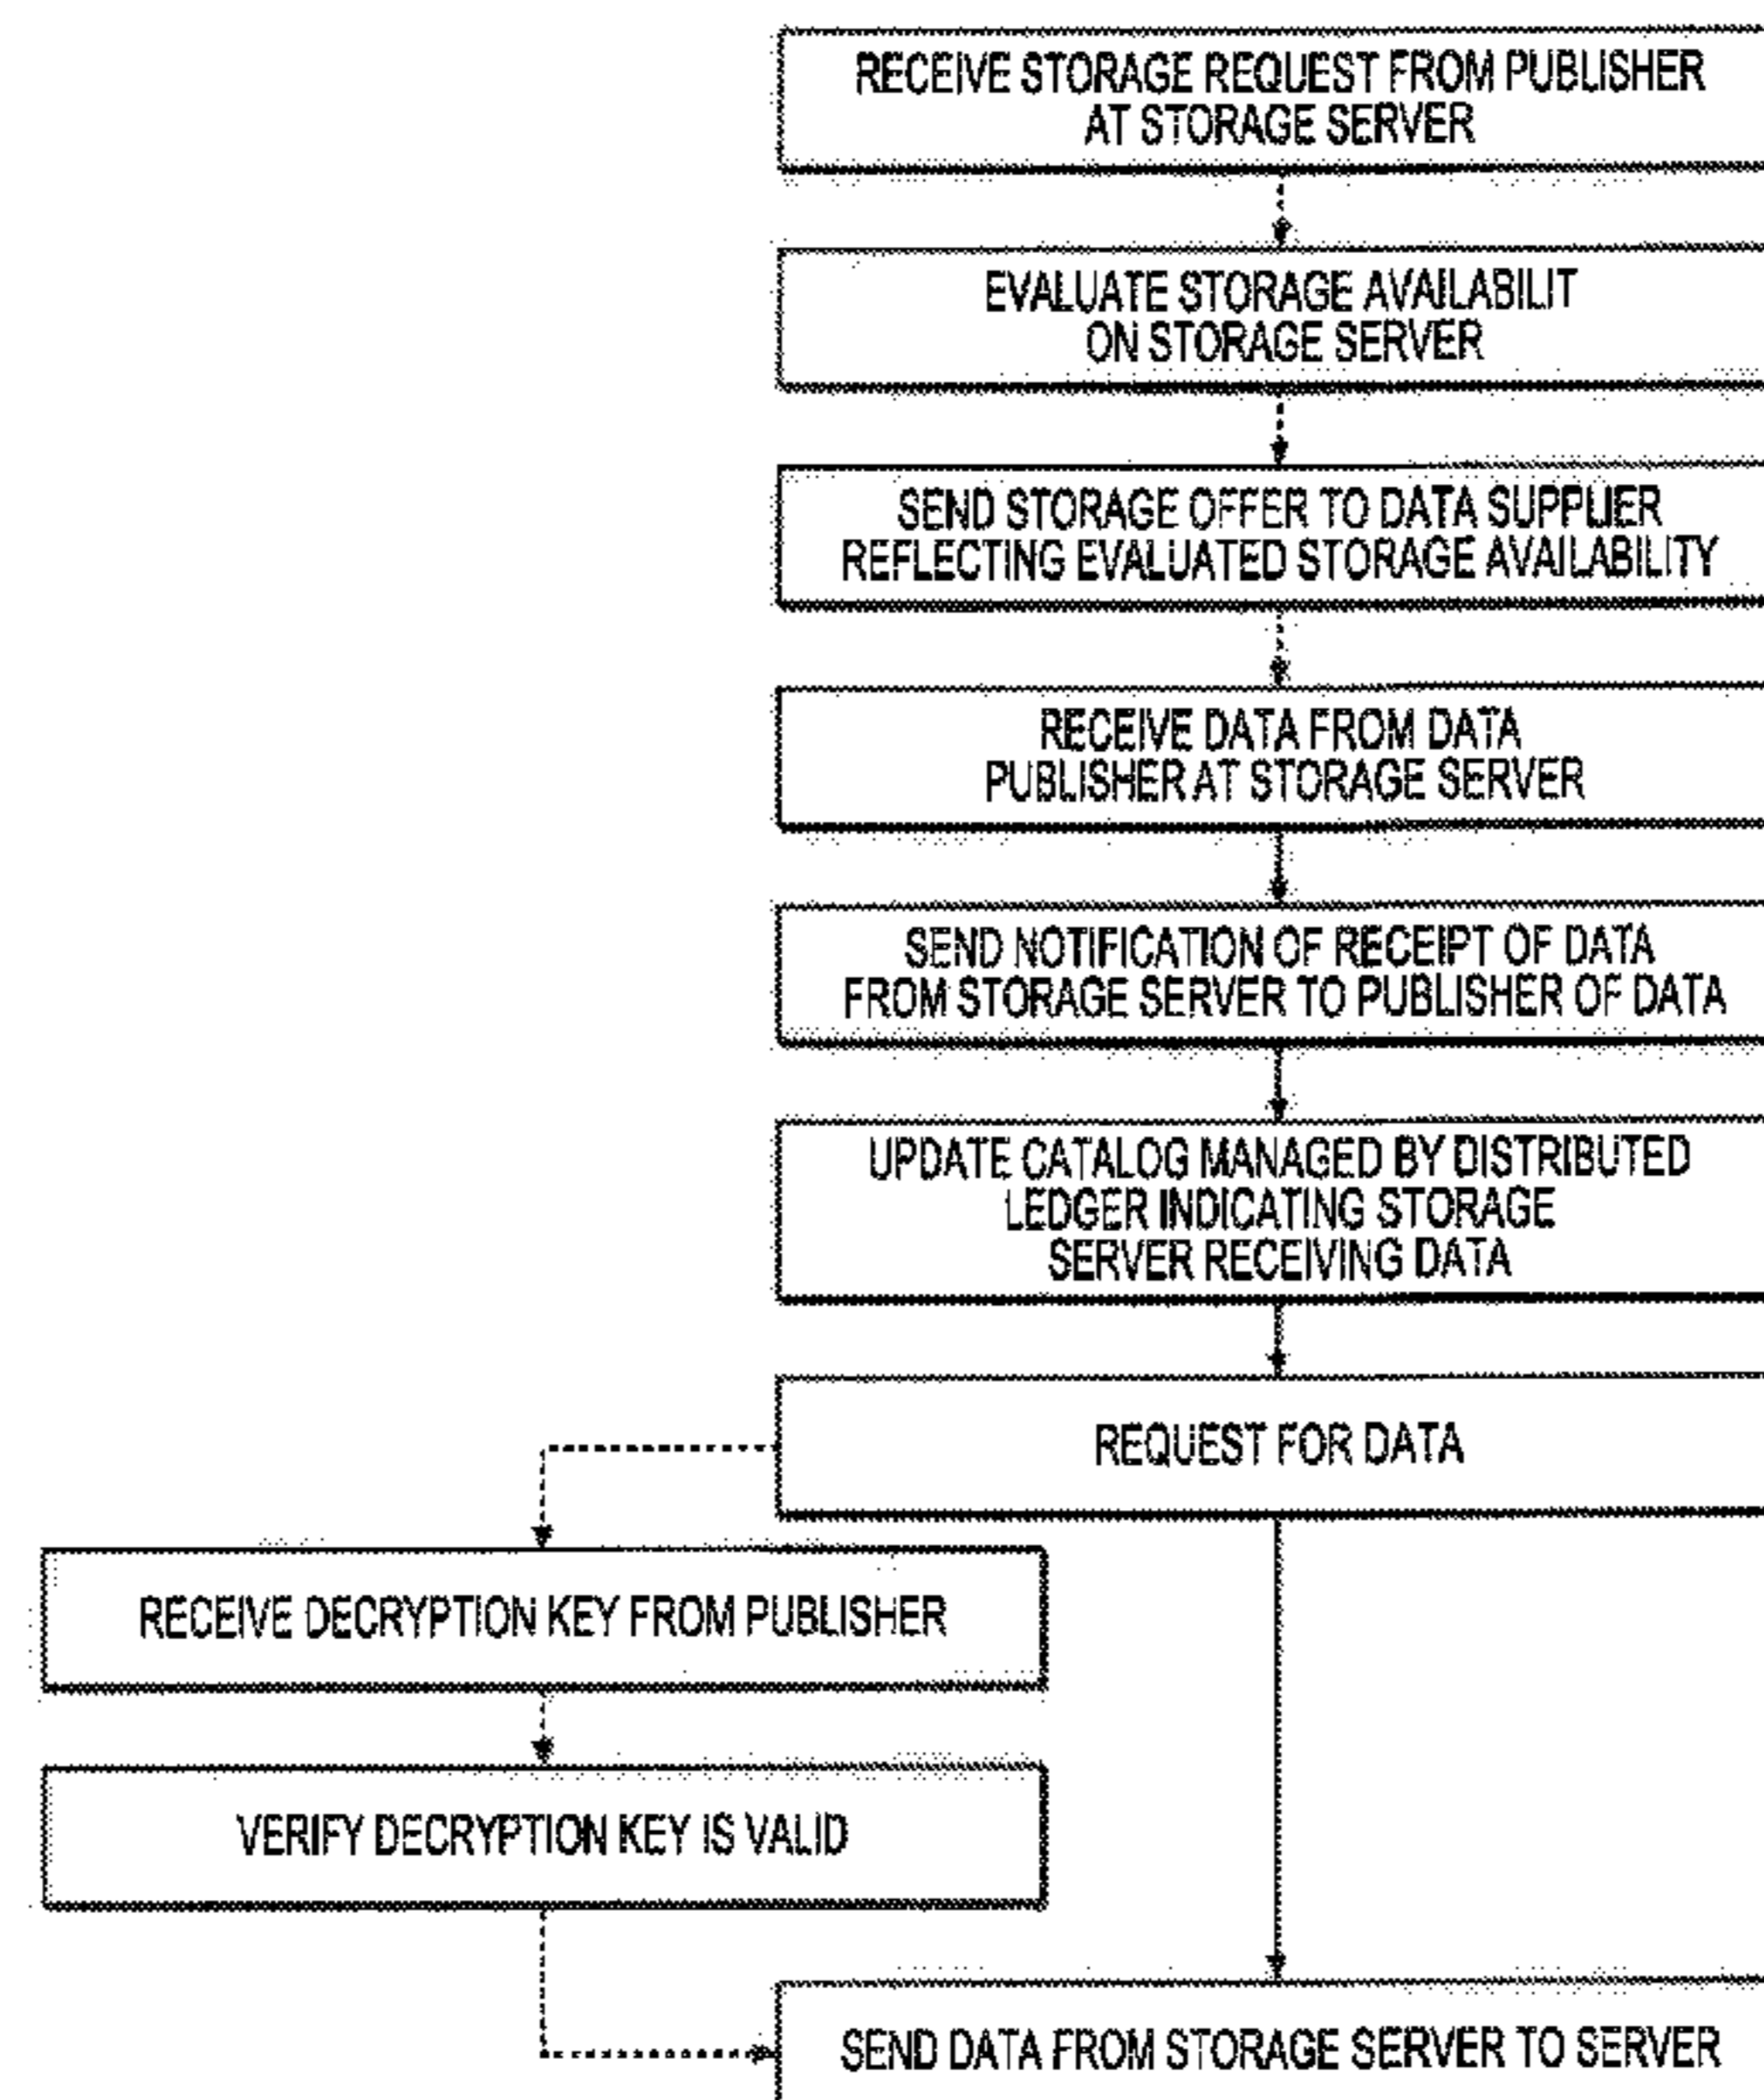 RECEIVE STORAGE REQUEST FROM PUBLISHER
AT STORAGE SERVER
EVALUATE STORAGE AVAILABILIT
ON STORAGE SERVER
SEND STORAGE OFFER TO DATA SUPPLIER
REFLECTING EVALUATED STORAGE AVAILABILITY
RECEIVE DATA FROM DATA
PUBLISHER AT STORAGE SERVER
SEND NOTIFICATION OF RECEIPT OF DATA
FROM STORAGE SERVER TO PUBLISHER OF DATA
UPDATE CATALOG MANAGED BY DISTRIBUTED
LEDGER INDICATING STORAGE
SERVER RECEIVING DATA
REQUEST FOR DATA
RECEIVE DECRYPTION KEY FROM PUBLISHER
VERIFY DECRYPTION KEY IS VALID
SEND DATA FROM STORAGE SERVER TO SERVER